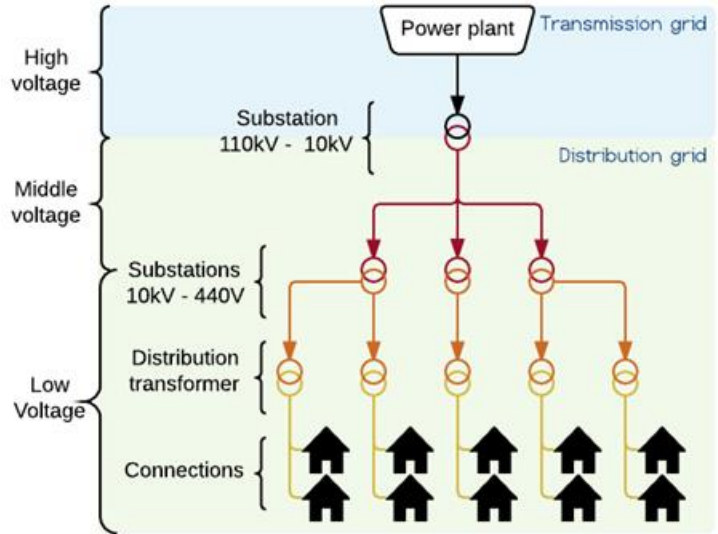 Power plant
Transmission grid
High
voltage
Substation
110kV - 10kV
Distribution grid
Middle
voltage
Substations
10kV - 440V
Distribution
transformer
Low
Voltage
Connections